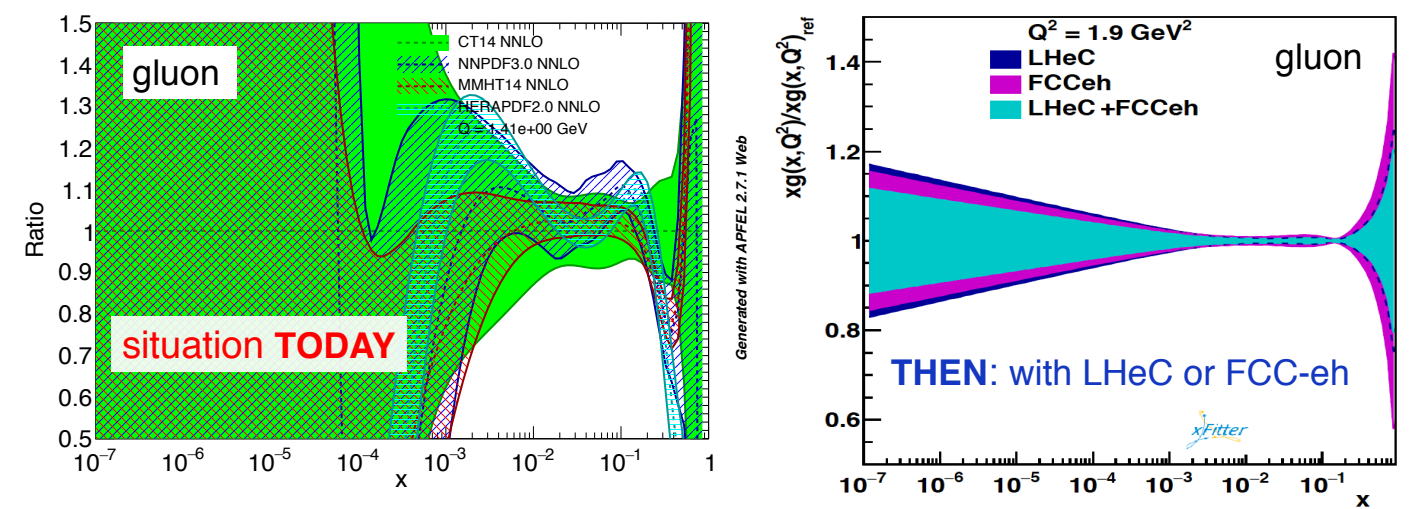 1.5
1.4
1.3
1.2
1.1
1
0.9
0.8
0.7
0.6
0.5
Ratio
gluon
CT14 NNLO
NNPDF3.0 NNLO
MMHT14 NNLO
HERAPDF2.0 NNLO
Q = 1.41e+00 GeV
situation TODAY
10⁻⁷ 10⁻⁶ 10⁻⁵ 10⁻⁴ 10⁻³ 10⁻² 10⁻¹ 1
x
Generated with APFEL 2.7.1 Web
xg(x,Q²)/xg(x,Q²)ref
1.4
1.2
1
0.8
0.6
Q² = 1.9 GeV²
LHeC
FCCeh
LHeC +FCCeh
gluon
THEN: with LHeC or FCC-eh
xFitter
10⁻⁷ 10⁻⁶ 10⁻⁵ 10⁻⁴ 10⁻³ 10⁻² 10⁻¹
x